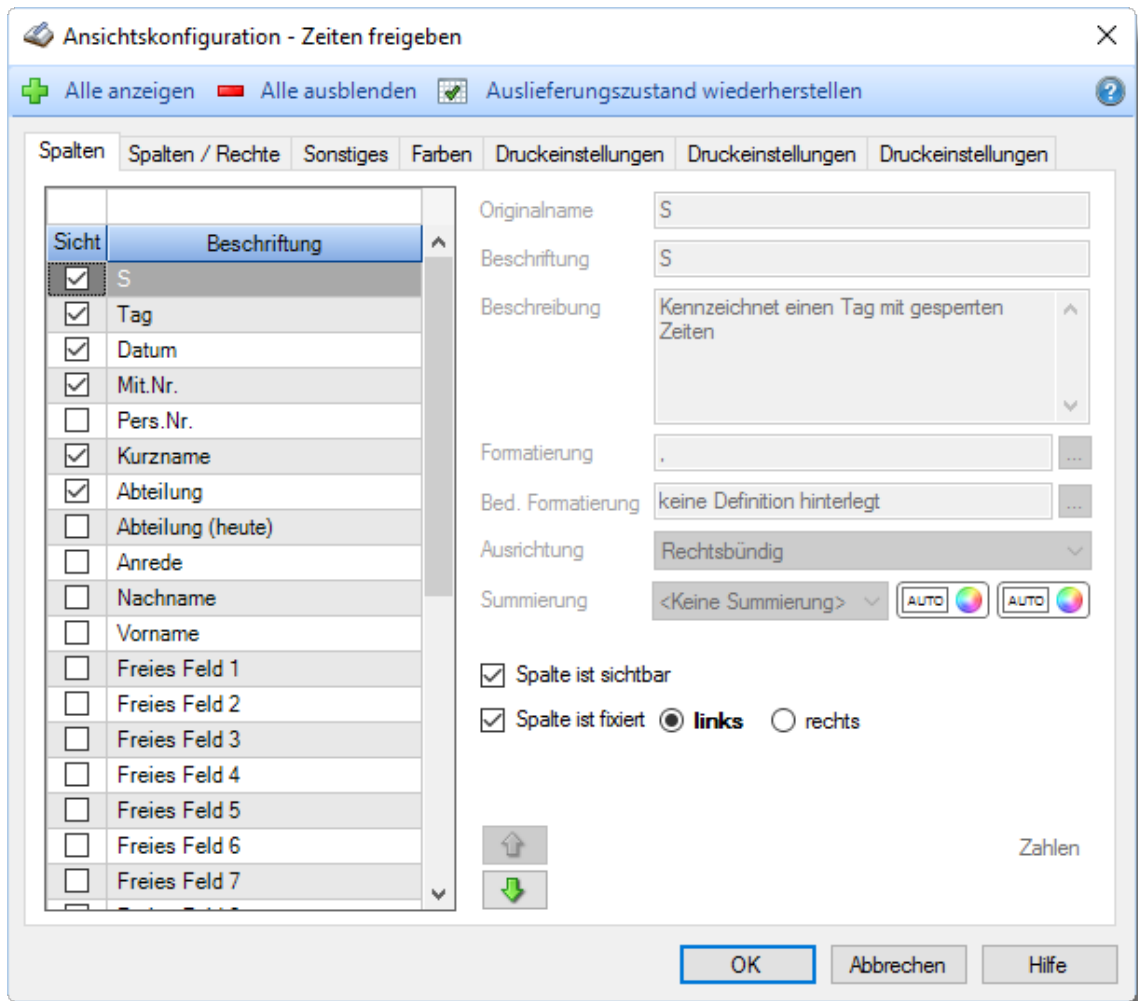 Ansichtskonfiguration - Zeiten freigeben
Alle anzeigen Alle ausblenden Auslieferungszustand wiederherstellen
Spalten Spalten / Rechte Sonstiges Farben Druckeinstellungen Druckeinstellungen Druckeinstellungen
Sicht Beschriftung
S
Tag
Datum
Mit.Nr.
Pers.Nr.
Kurzname
Abteilung
Abteilung (heute)
Anrede
Nachname
Vorname
Freies Feld 1
Freies Feld 2
Freies Feld 3
Freies Feld 4
Freies Feld 5
Freies Feld 6
Freies Feld 7
Originalname S
Beschriftung S
Beschreibung Kennzeichnet einen Tag mit gesperrten
Zeiten
Formatierung , ...
Bed. Formatierung keine Definition hinterlegt ...
Ausrichtung Rechtsbündig
Summierung <Keine Summierung> AUTO AUTO
Spalte ist sichtbar
Spalte ist fixiert links rechts
Zahlen
OK Abbrechen Hilfe